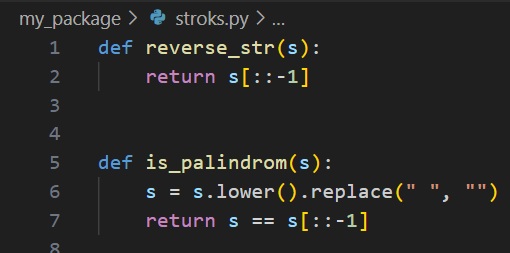 my_package > stroks.py > ...
1 def reverse_str(s):
2     return s[::-1]
3
4
5 def is_palindrom(s):
6     s = s.lower().replace(" ", "")
7     return s == s[::-1]
8